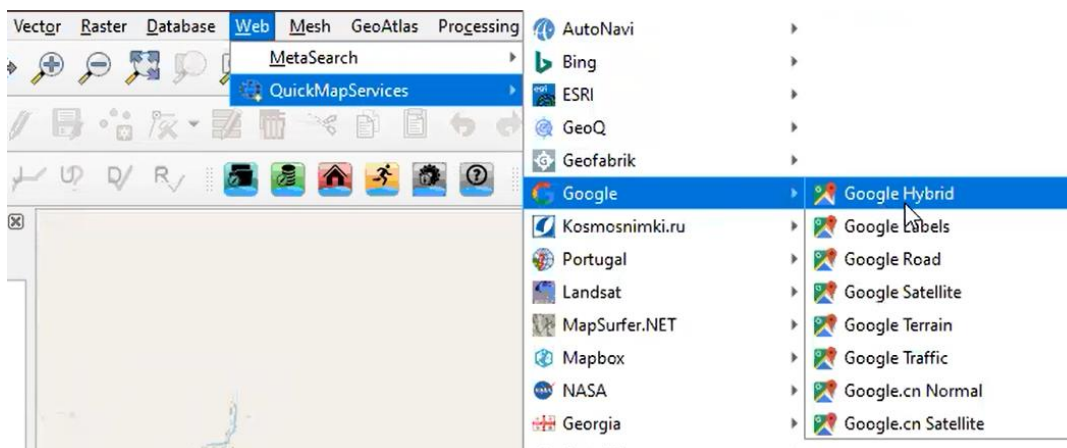 Vector Raster Database Web Mesh GeoAtlas Processing
MetaSearch
QuickMapServices
AutoNavi
Bing
ESRI
GeoQ
Geofabrik
Google
Kosmosnimki.ru
Portugal
Landsat
MapSurfer.NET
Mapbox
NASA
Georgia
Google Hybrid
Google Labels
Google Road
Google Satellite
Google Terrain
Google Traffic
Google.cn Normal
Google.cn Satellite